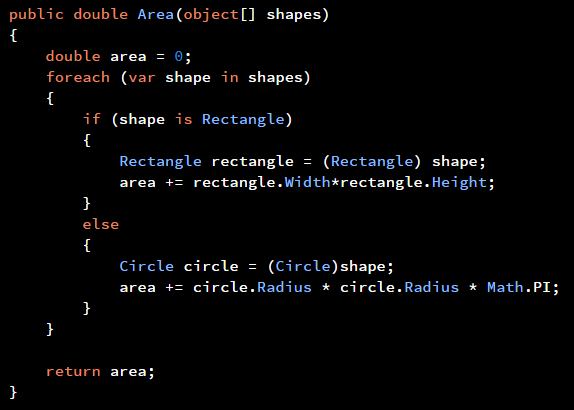 public double Area(object[] shapes)
{
    double area = 0;
    foreach (var shape in shapes)
    {
        if (shape is Rectangle)
        {
            Rectangle rectangle = (Rectangle) shape;
            area += rectangle.Width*rectangle.Height;
        }
        else
        {
            Circle circle = (Circle)shape;
            area += circle.Radius * circle.Radius * Math.PI;
        }
    }

    return area;
}